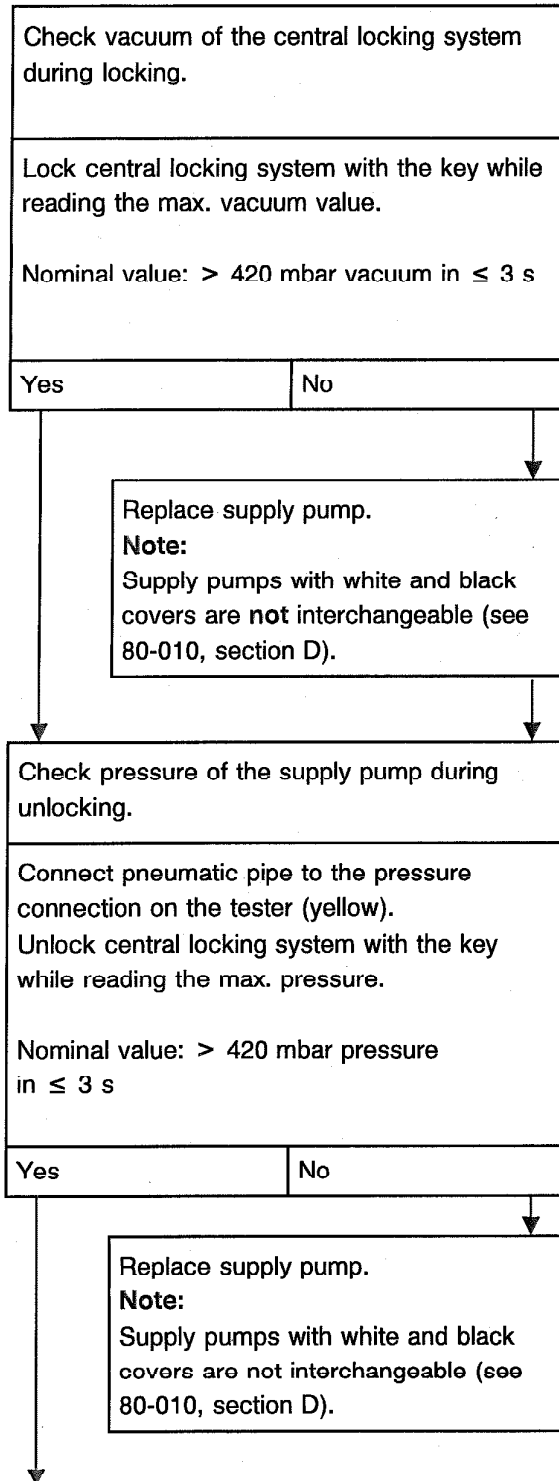 Check vacuum of the central locking system
during locking.
Lock central locking system with the key while
reading the max. vacuum value.
Nominal value: > 420 mbar vacuum in ≤ 3 s
Yes
No
Replace supply pump.
Note:
Supply pumps with white and black
covers are not interchangeable (see
80-010, section D).
Check pressure of the supply pump during
unlocking.
Connect pneumatic pipe to the pressure
connection on the tester (yellow).
Unlock central locking system with the key
while reading the max. pressure.
Nominal value: > 420 mbar pressure
in ≤ 3 s
Yes
No
Replace supply pump.
Note:
Supply pumps with white and black
covers are not interchangeable (see
80-010, section D).